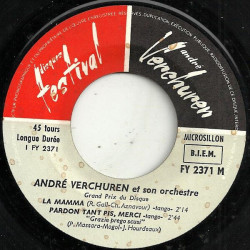 disques
festival
andré
Verchuren
45 tours
Longue Durée
1 FY 2371
MICROSILLON
B.I.E.M.
FY 2371 M
ANDRÉ VERCHUREN et son orchestre
Grand Prix du Disque
LA MAMMA (R.Gall-Ch.Aznavour) -tango- 2'14
PARDON TANT PIS, MERCI -tango- 2'44
"Grazie prego scusi"
(P.Massara-Mogol-J.Hourdeaux)